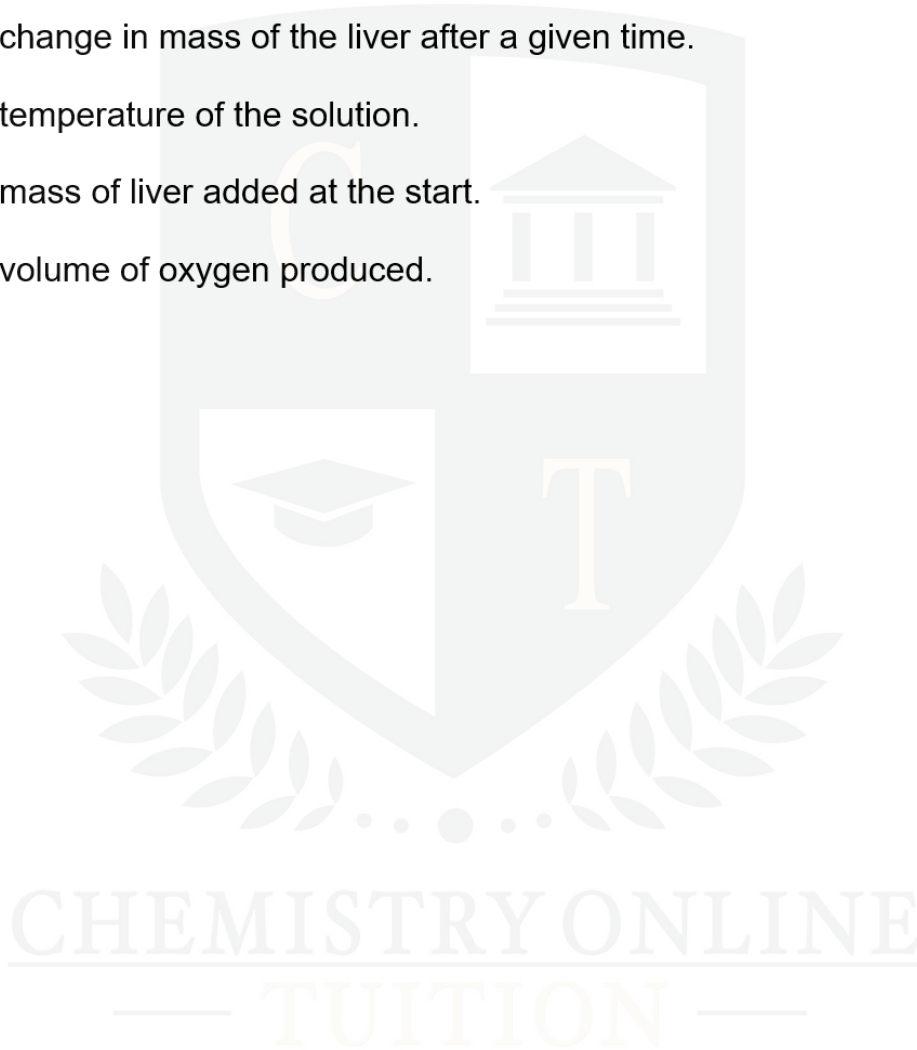 change in mass of the liver after a given time.
temperature of the solution.
mass of liver added at the start.
volume of oxygen produced.
C
T
CHEMISTRY ONLINE
TUITION